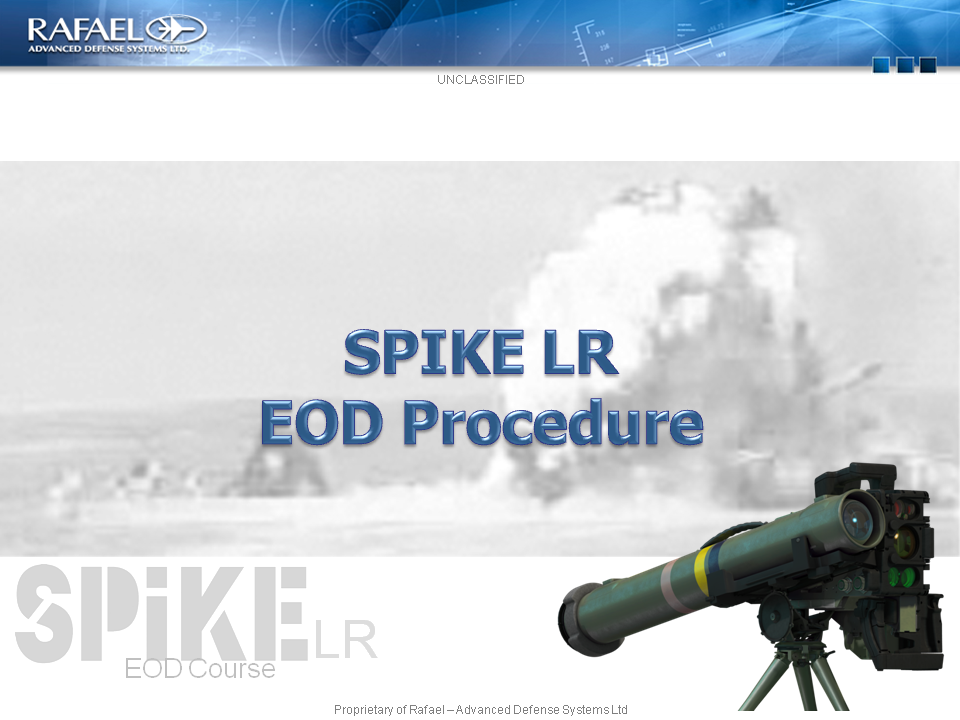 RAFAEL
ADVANCED DEFENSE SYSTEMS LTD.
UNCLASSIFIED
SPIKE LR
EOD Procedure
SPiKE LR
EOD Course
Proprietary of Rafael – Advanced Defense Systems Ltd